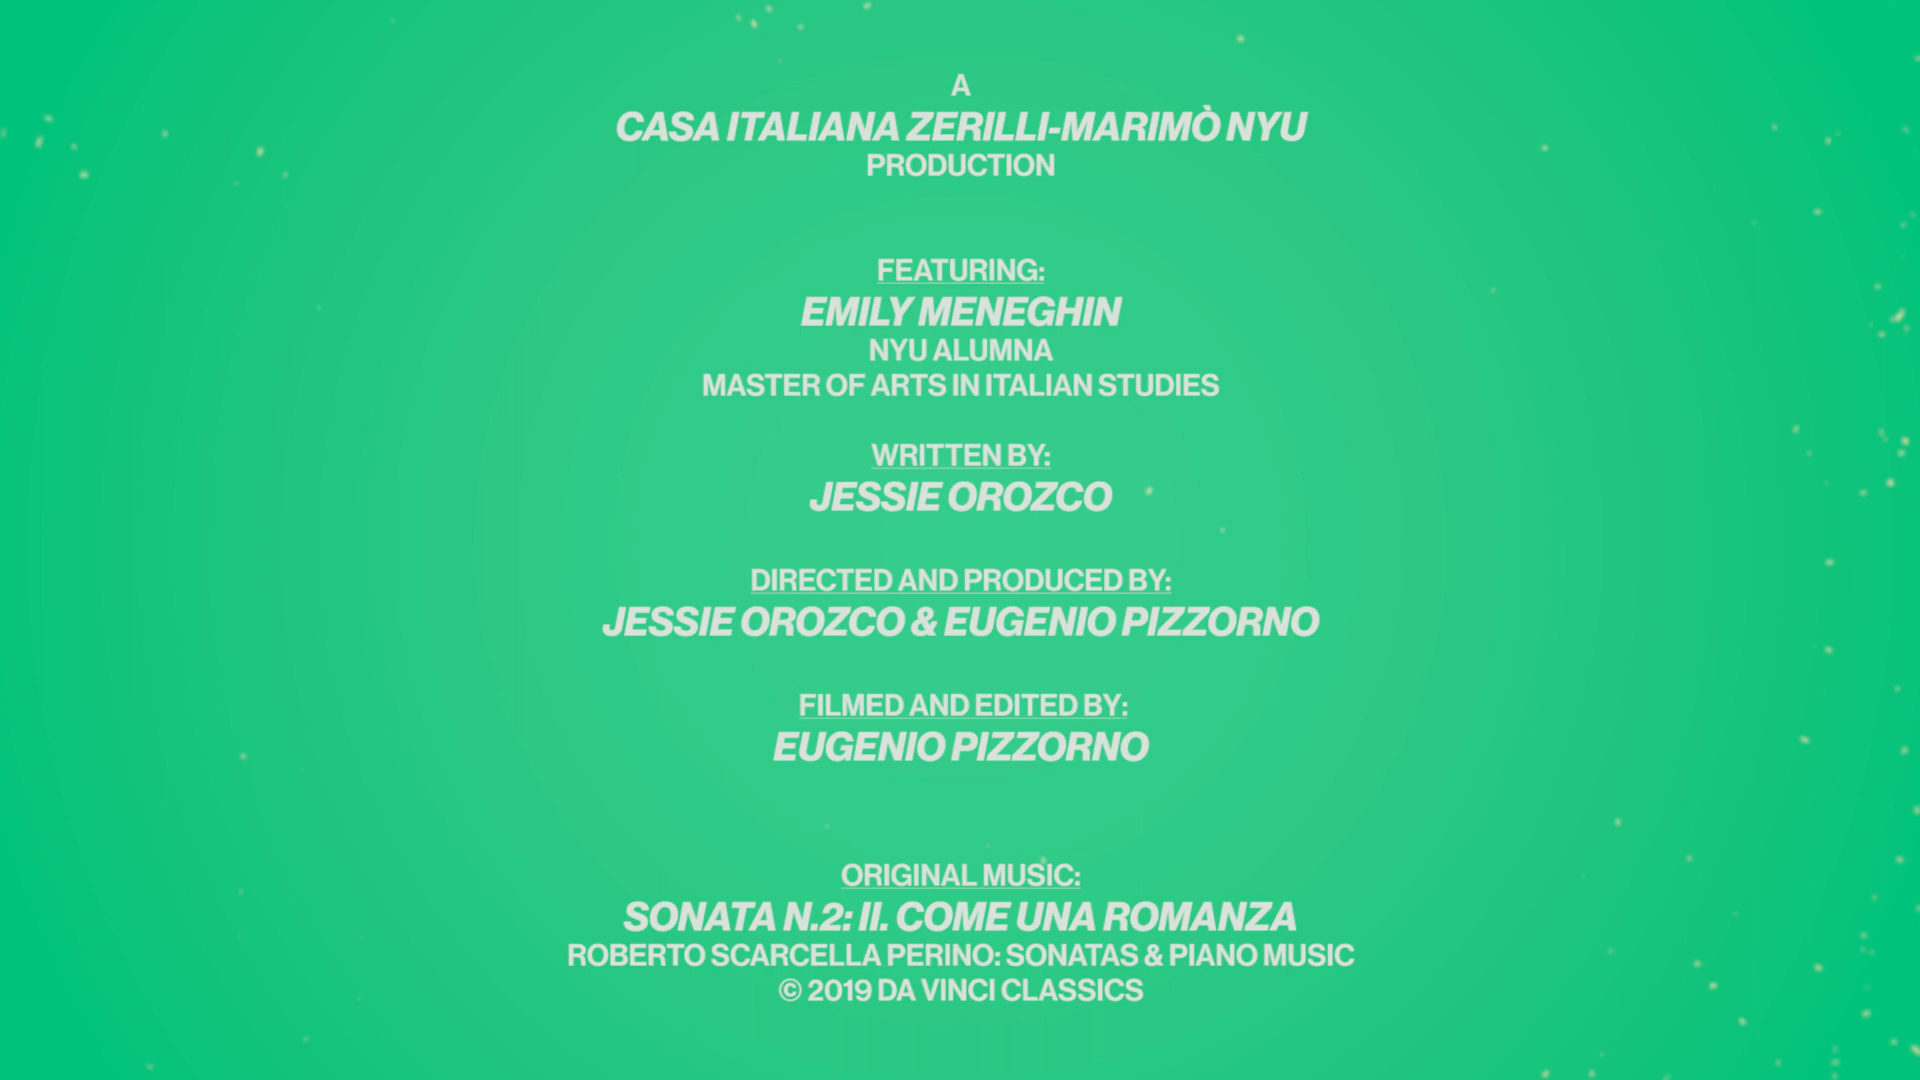 A
CASA ITALIANA ZERILLI-MARIMÒ NYU
PRODUCTION
FEATURING:
EMILY MENEGHIN
NYU ALUMNA
MASTER OF ARTS IN ITALIAN STUDIES
WRITTEN BY:
JESSIE OROZCO
DIRECTED AND PRODUCED BY:
JESSIE OROZCO & EUGENIO PIZZORNO
FILMED AND EDITED BY:
EUGENIO PIZZORNO
ORIGINAL MUSIC:
SONATA N.2: II. COME UNA ROMANZA
ROBERTO SCARCELLA PERINO: SONATAS & PIANO MUSIC
© 2019 DA VINCI CLASSICS